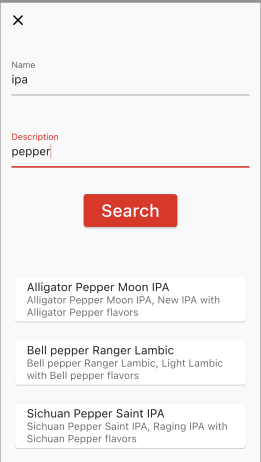 Name
ipa
Description
pepper
Search
Alligator Pepper Moon IPA
Alligator Pepper Moon IPA, New IPA with
Alligator Pepper flavors
Bell pepper Ranger Lambic
Bell pepper Ranger Lambic, Light Lambic
with Bell pepper flavors
Sichuan Pepper Saint IPA
Sichuan Pepper Saint IPA, Raging IPA with
Sichuan Pepper flavors